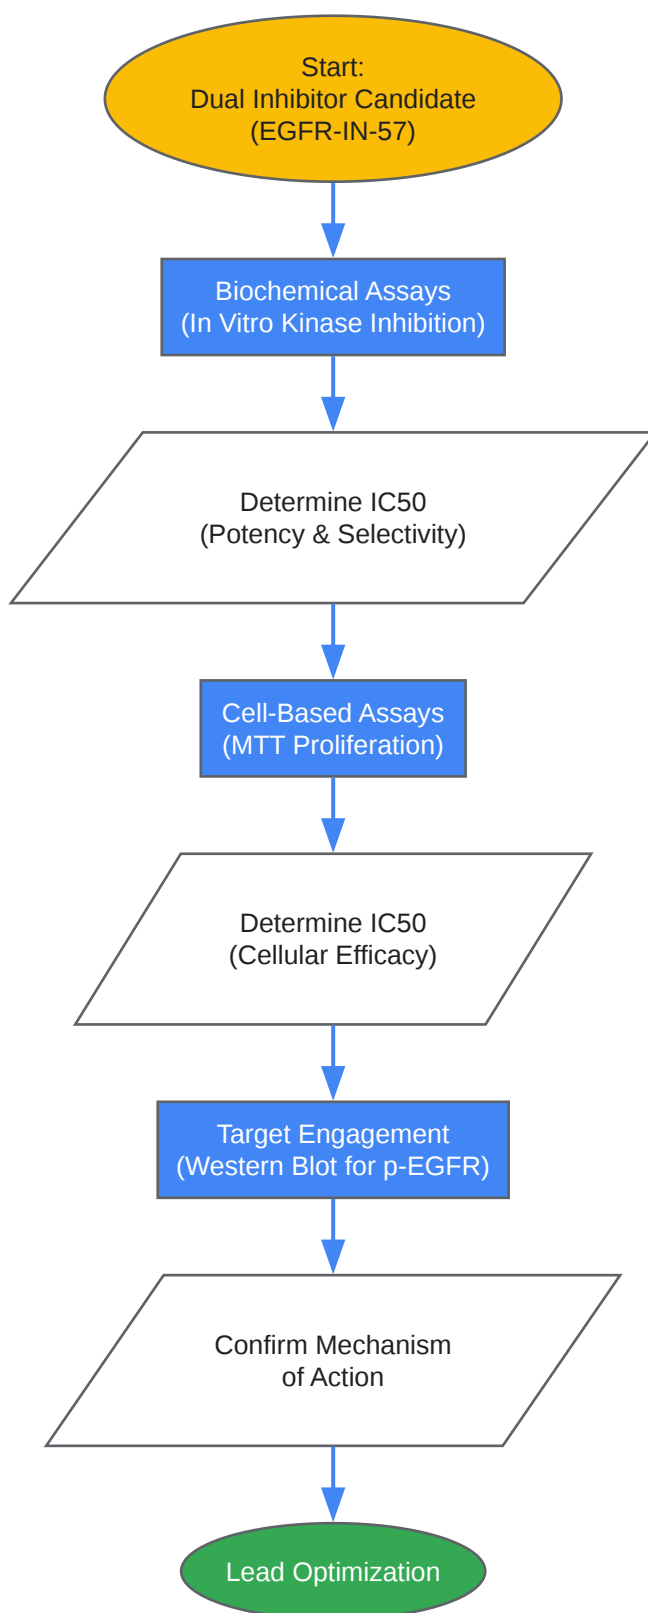 Start:
Dual Inhibitor Candidate
(EGFR-IN-57)
Biochemical Assays
(In Vitro Kinase Inhibition)
Determine IC50
(Potency & Selectivity)
Cell-Based Assays
(MTT Proliferation)
Determine IC50
(Cellular Efficacy)
Target Engagement
(Western Blot for p-EGFR)
Confirm Mechanism
of Action
Lead Optimization